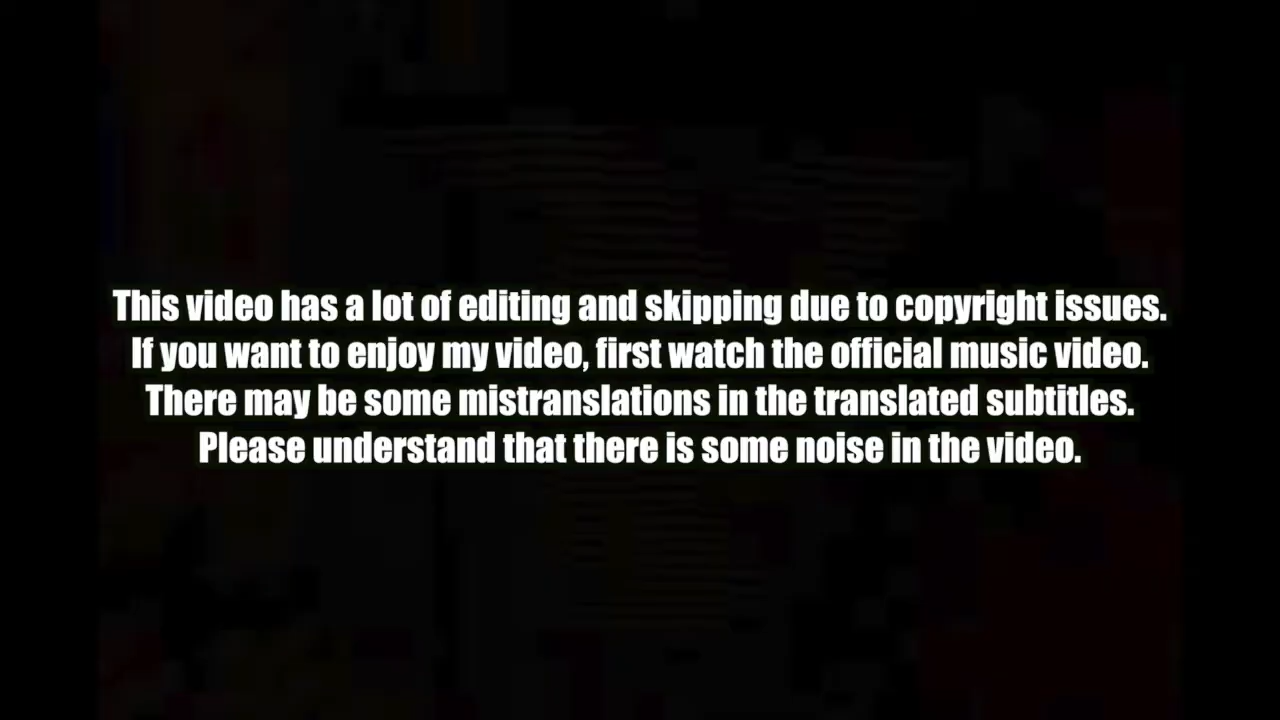 This video has a lot of editing and skipping due to copyright issues.
If you want to enjoy my video, first watch the official music video.
There may be some mistranslations in the translated subtitles.
Please understand that there is some noise in the video.